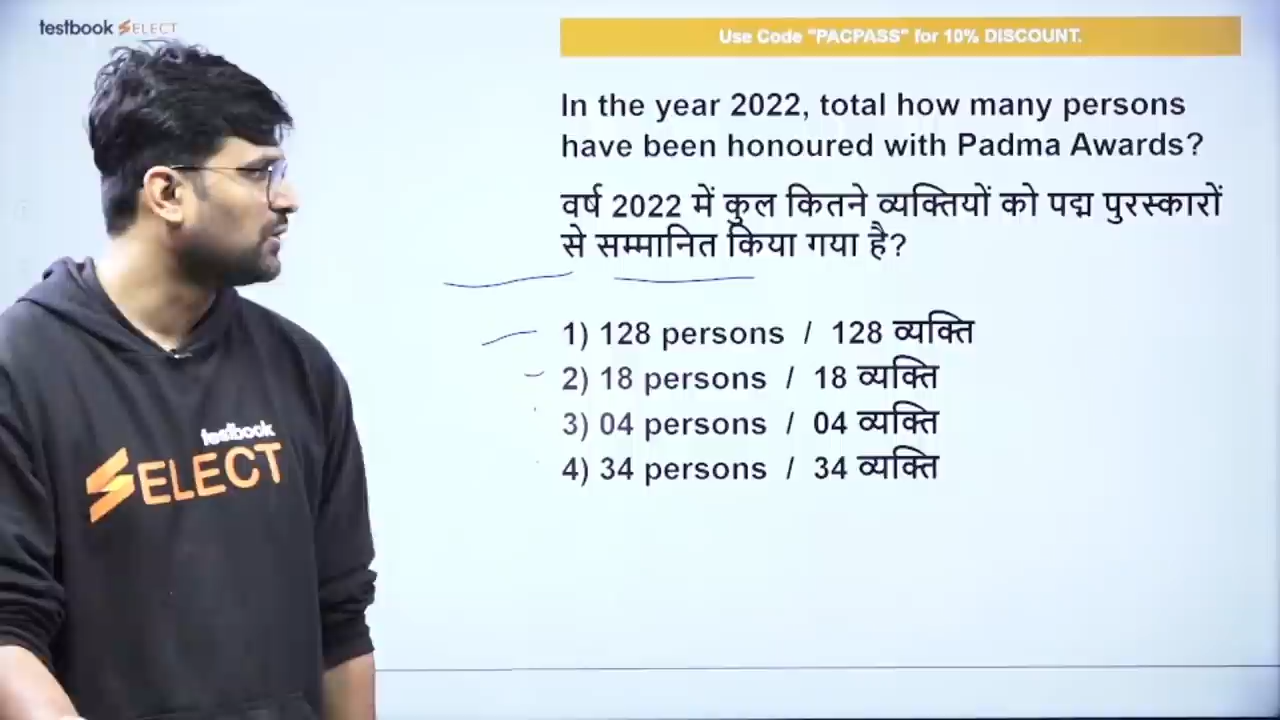 testbook SELECT
Use Code "PACPASS" for 10% DISCOUNT.
In the year 2022, total how many persons
have been honoured with Padma Awards?
वर्ष 2022 में कुल कितने व्यक्तियों को पद्म पुरस्कारों
से सम्मानित किया गया है?
1) 128 persons / 128 व्यक्ति
2) 18 persons / 18 व्यक्ति
3) 04 persons / 04 व्यक्ति
4) 34 persons / 34 व्यक्ति
testbook
SELECT